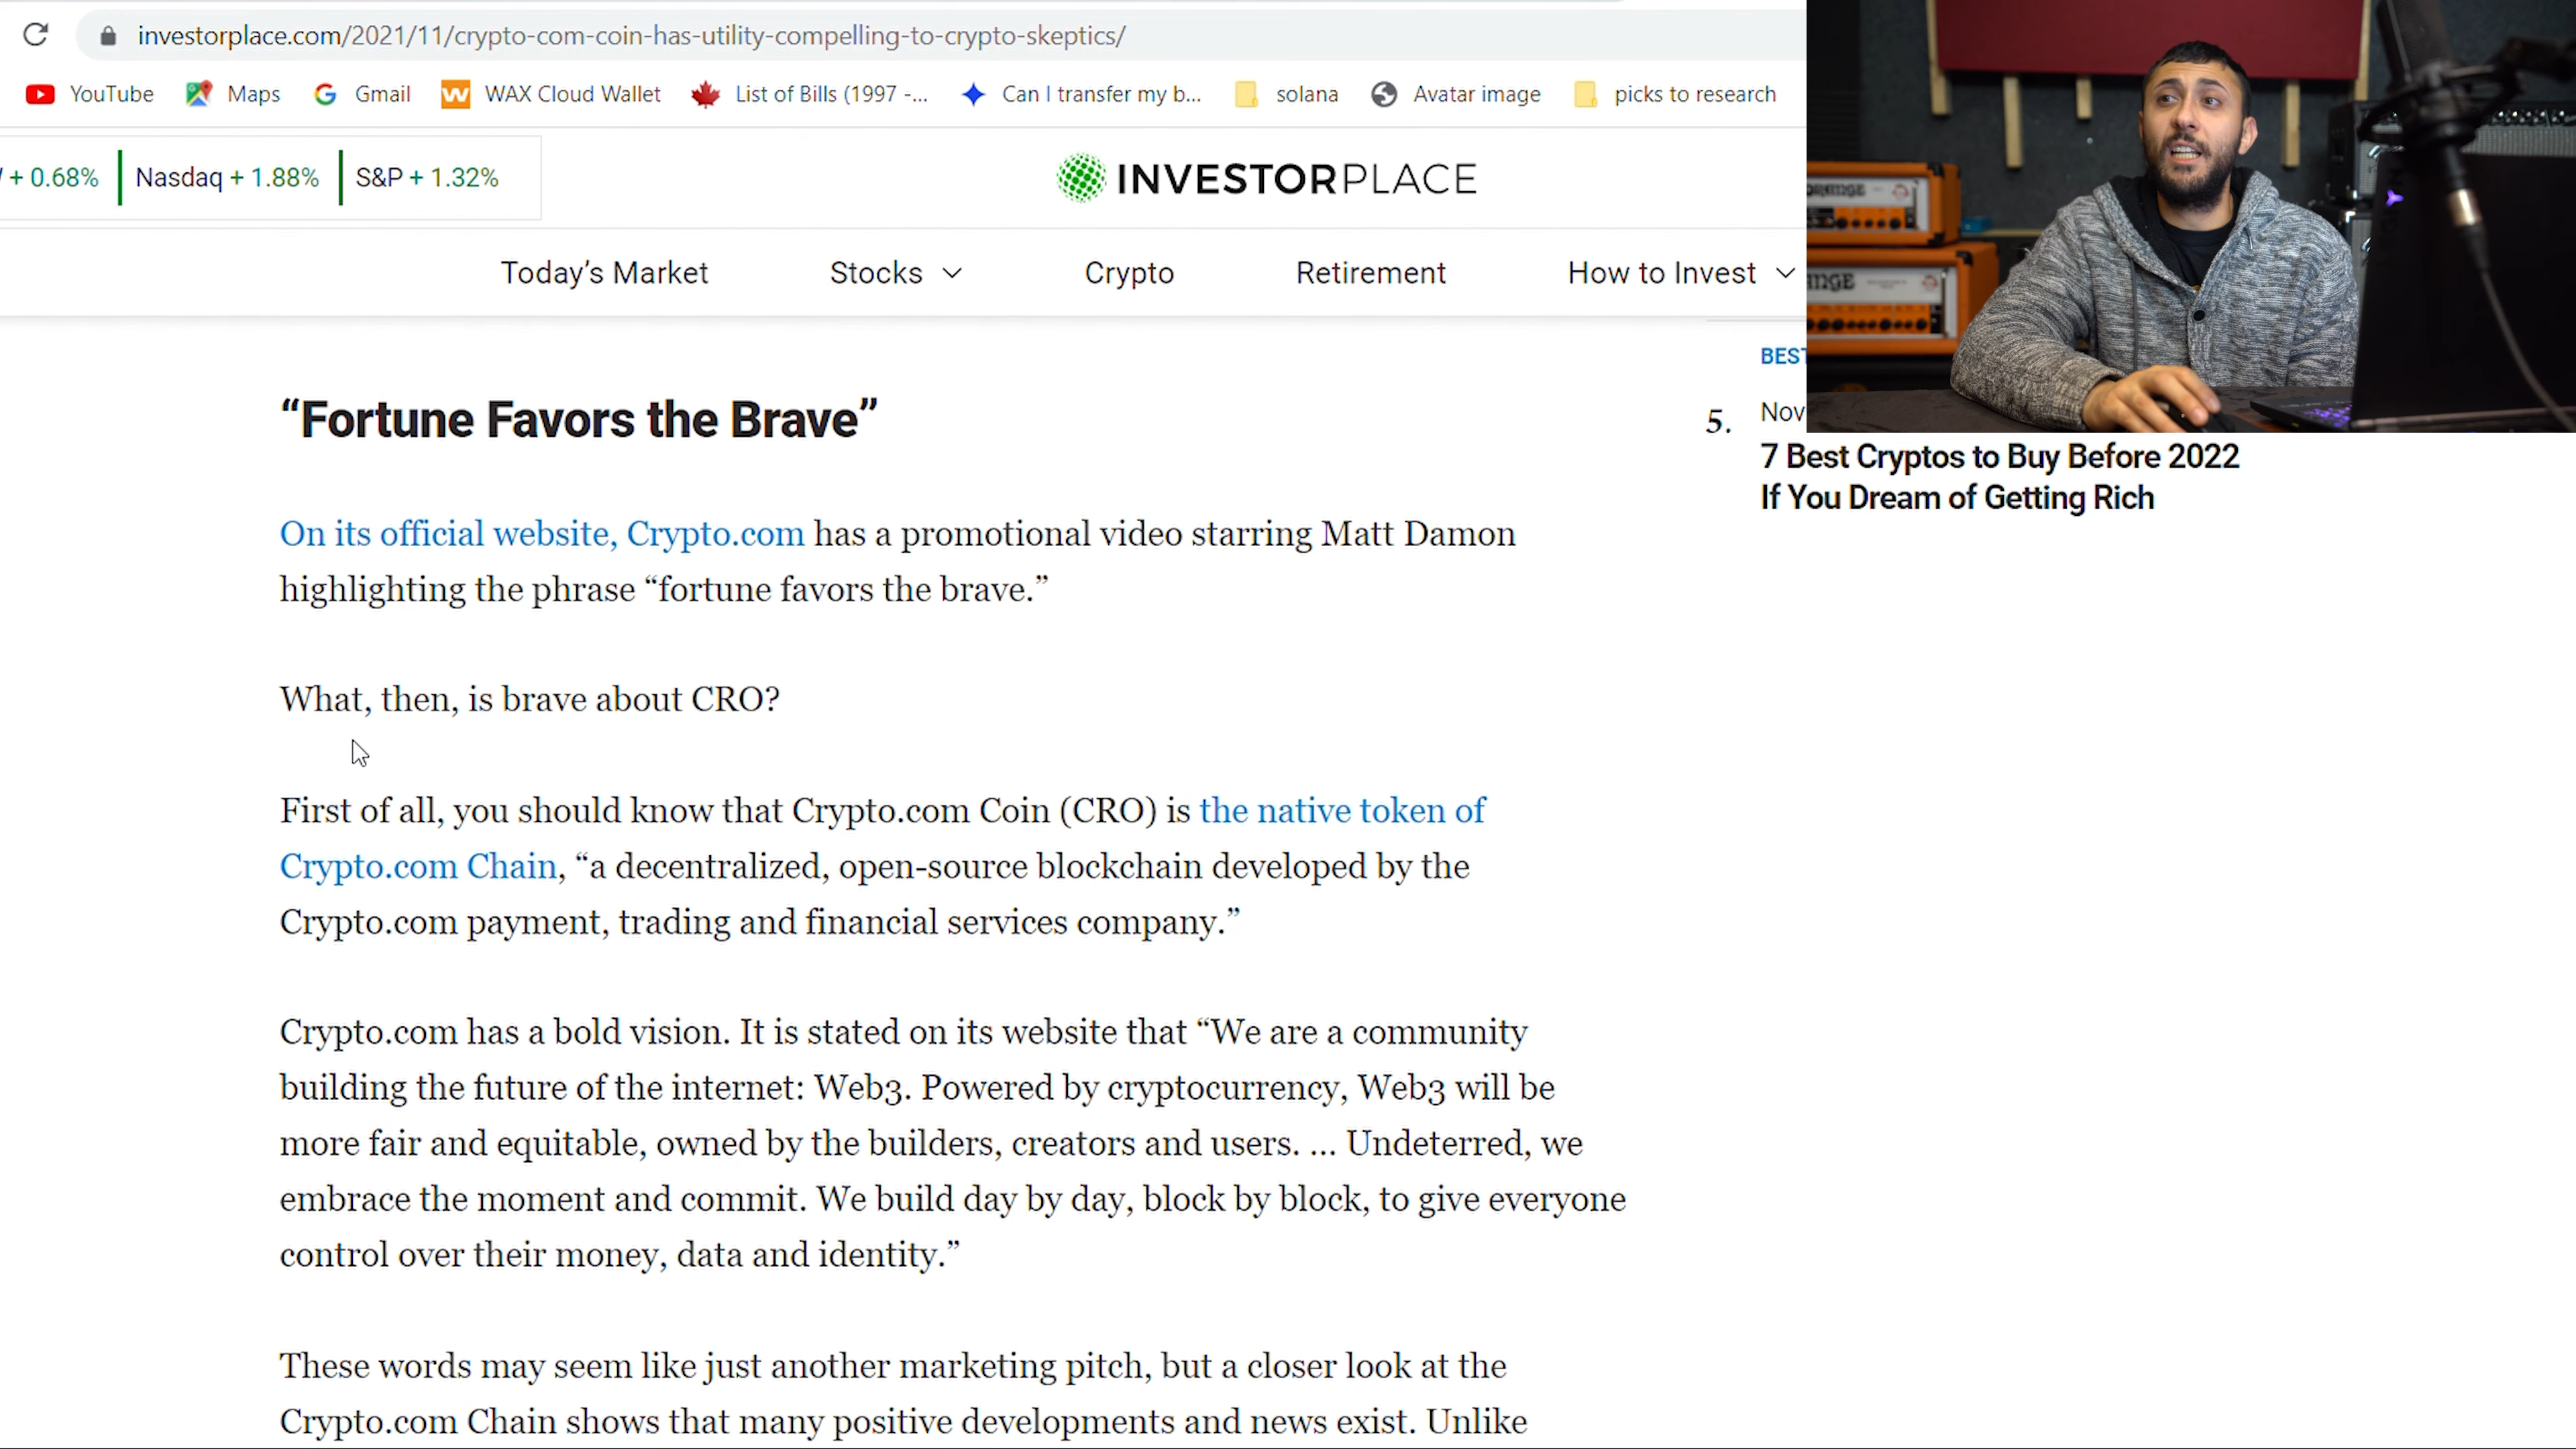 investorplace.com/2021/11/crypto-com-coin-has-utility-compelling-to-crypto-skeptics/
YouTube Maps Gmail WAX Cloud Wallet List of Bills (1997 -... Can I transfer my b... solana Avatar image picks to research
+ 0.68% Nasdaq + 1.88% S&P + 1.32%
INVESTORPLACE
Today’s Market Stocks Crypto Retirement How to Invest
BEST
5. Nov
7 Best Cryptos to Buy Before 2022
If You Dream of Getting Rich
“Fortune Favors the Brave”
On its official website, Crypto.com has a promotional video starring Matt Damon
highlighting the phrase “fortune favors the brave.”
What, then, is brave about CRO?
First of all, you should know that Crypto.com Coin (CRO) is the native token of
Crypto.com Chain, “a decentralized, open-source blockchain developed by the
Crypto.com payment, trading and financial services company.”
Crypto.com has a bold vision. It is stated on its website that “We are a community
building the future of the internet: Web3. Powered by cryptocurrency, Web3 will be
more fair and equitable, owned by the builders, creators and users. … Undeterred, we
embrace the moment and commit. We build day by day, block by block, to give everyone
control over their money, data and identity.”
These words may seem like just another marketing pitch, but a closer look at the
Crypto.com Chain shows that many positive developments and news exist. Unlike